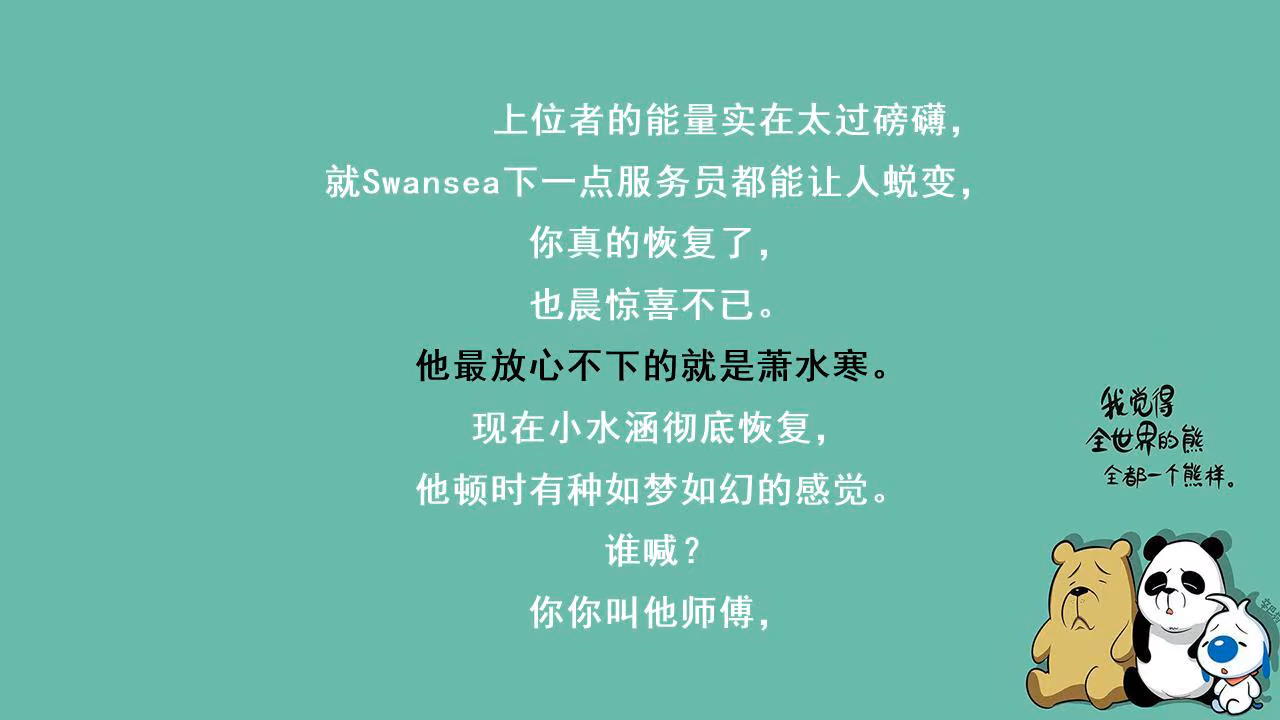 上位者的能量实在太过磅礴，
就Swansea下一点服务员都能让人蜕变，
你真的恢复了，
也晨惊喜不已。
他最放心不下的就是萧水寒。
现在小水涵彻底恢复，
他顿时有种如梦如幻的感觉。
谁喊？
你你叫他师傅，
我觉得
全世界的熊
全都一个熊样。